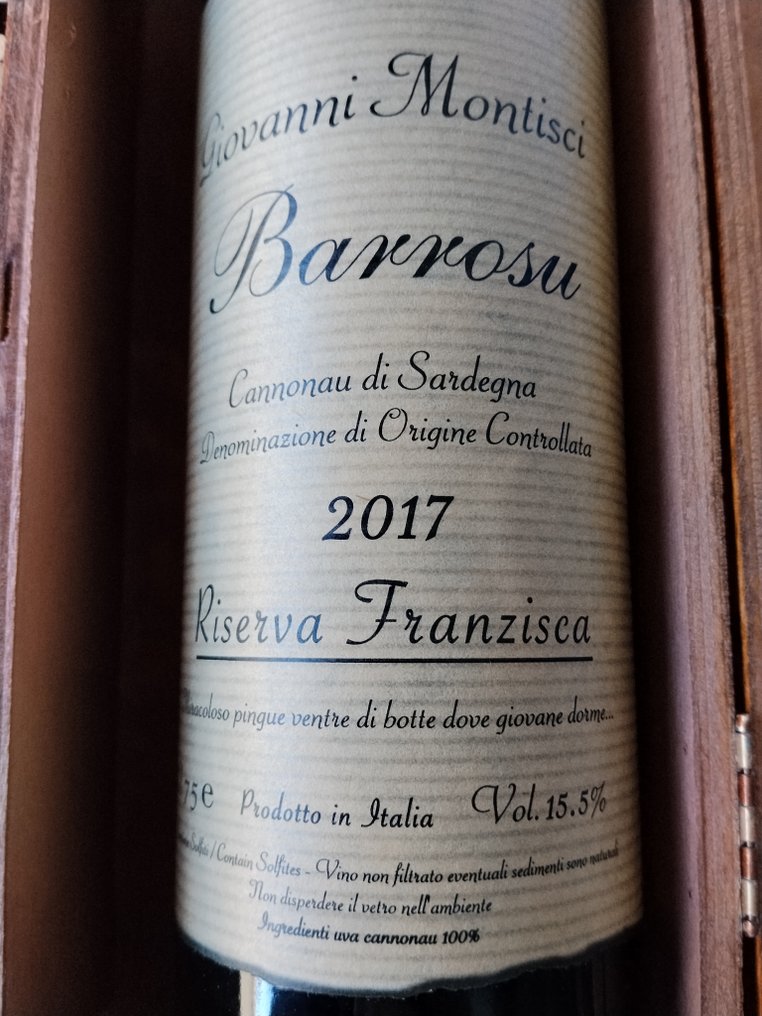 Giovanni Montisci
Barrosu
Cannonau di Sardegna
Denominazione di Origine Controllata
2017
Riserva Franzisca
pingue ventre di botte dove giovane dorme...
75 e Prodotto in Italia Vol. 15.5%
Solfiti / Contain Solfites - Vino non filtrato eventuali sedimenti sono naturali
Non disperdere il vetro nell'ambiente
Ingredienti uva cannonau 100%